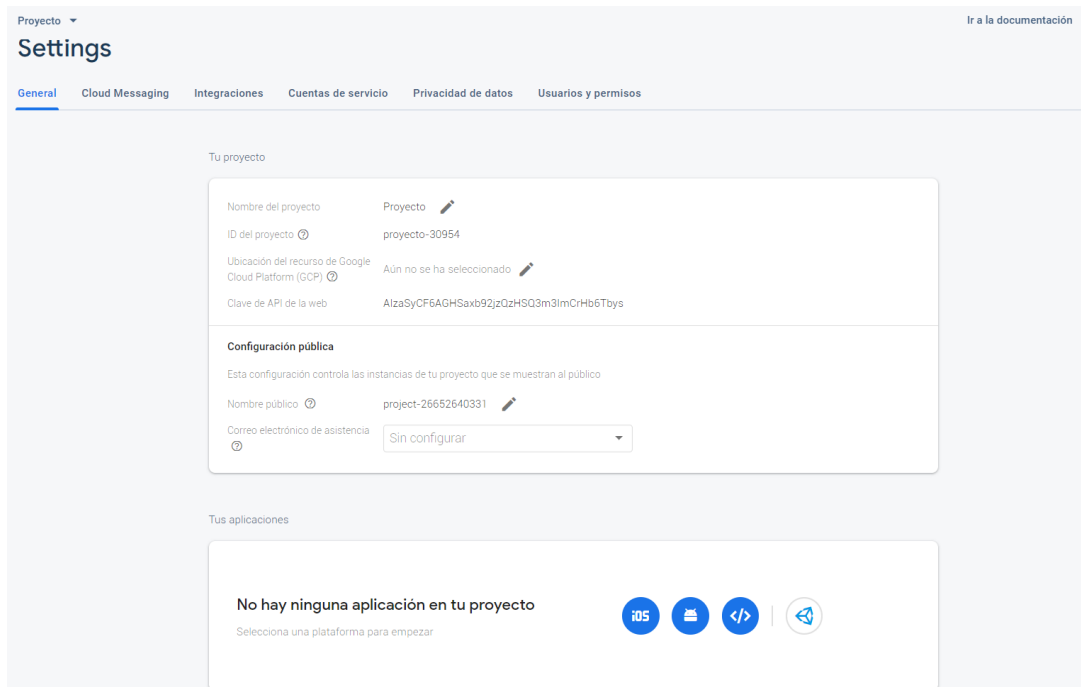 Proyecto
Ir a la documentación
Settings
General Cloud Messaging Integraciones Cuentas de servicio Privacidad de datos Usuarios y permisos
Tu proyecto
Nombre del proyecto Proyecto
ID del proyecto proyecto-30954
Ubicación del recurso de Google
Cloud Platform (GCP) Aún no se ha seleccionado
Clave de API de la web AIzaSyCF6AGHSaxb92jzQzHSQ3m3ImCrHb6Tbys
Configuración pública
Esta configuración controla las instancias de tu proyecto que se muestran al público
Nombre público project-26652640331
Correo electrónico de asistencia
Sin configurar
Tus aplicaciones
No hay ninguna aplicación en tu proyecto
Selecciona una plataforma para empezar
iOS